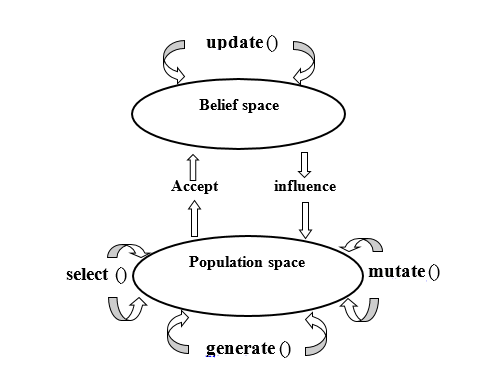 update ()
Belief space
Accept
influence
Population space
select ()
mutate ()
generate ()